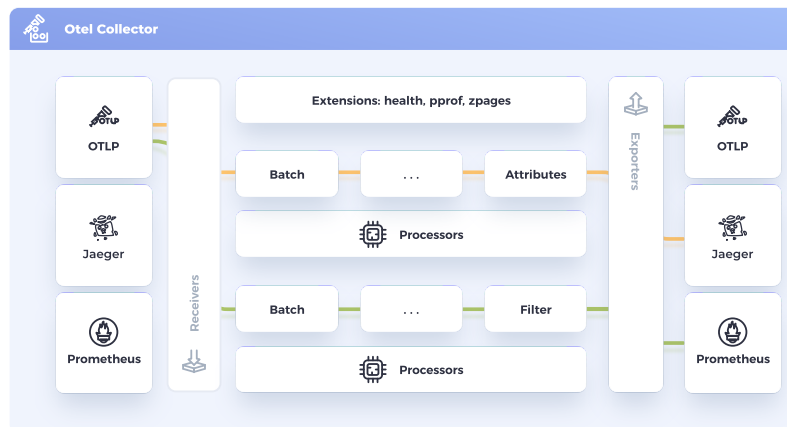 Otel Collector
OTLP
OTLP
Jaeger
Prometheus
Receivers
Extensions: health, pprof, zpages
Batch
...
Attributes
Processors
Batch
...
Filter
Processors
Exporters
OTLP
OTLP
Jaeger
Prometheus